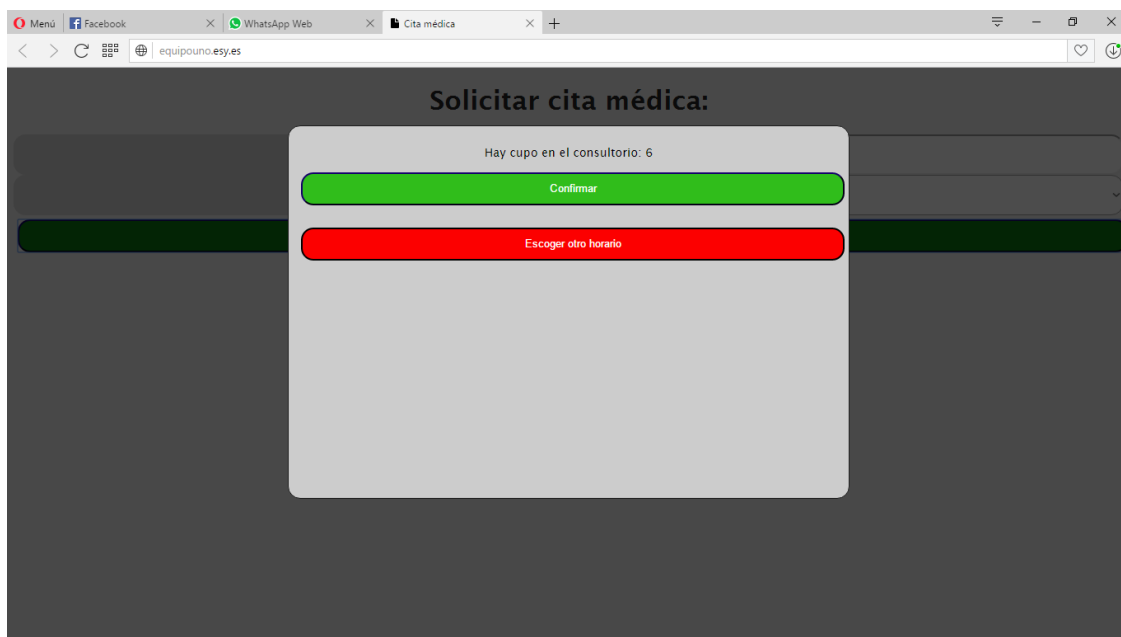 Menú Facebook WhatsApp Web Cita médica
equipouno.esy.es
Solicitar cita médica:
Hay cupo en el consultorio: 6
Confirmar
Escoger otro horario